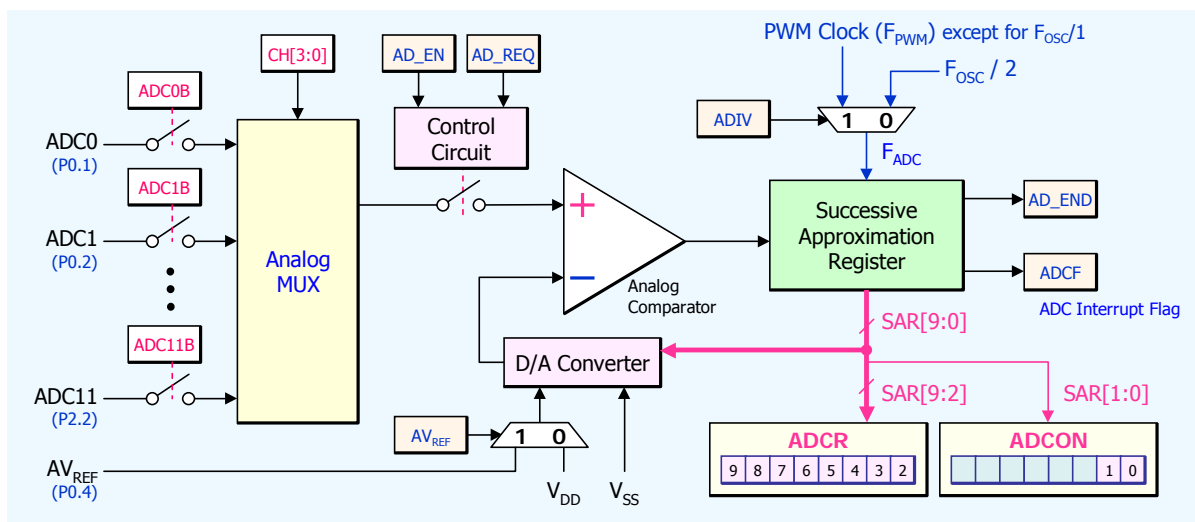 PWM Clock (FPWM) except for FOSC/1
FOSC / 2
CH[3:0]
AD_EN
AD_REQ
ADC0B
ADIV
1 0
Control
Circuit
ADC0
(P0.1)
FADC
ADC1B
+
Successive
Approximation
Register
AD_END
ADC1
(P0.2)
Analog
MUX
−
Analog
Comparator
ADCF
ADC Interrupt Flag
SAR[9:0]
ADC11B
D/A Converter
ADC11
(P2.2)
SAR[9:2]
SAR[1:0]
AVREF
1 0
ADCR
9 8 7 6 5 4 3 2
ADCON
1 0
AVREF
(P0.4)
VDD
VSS